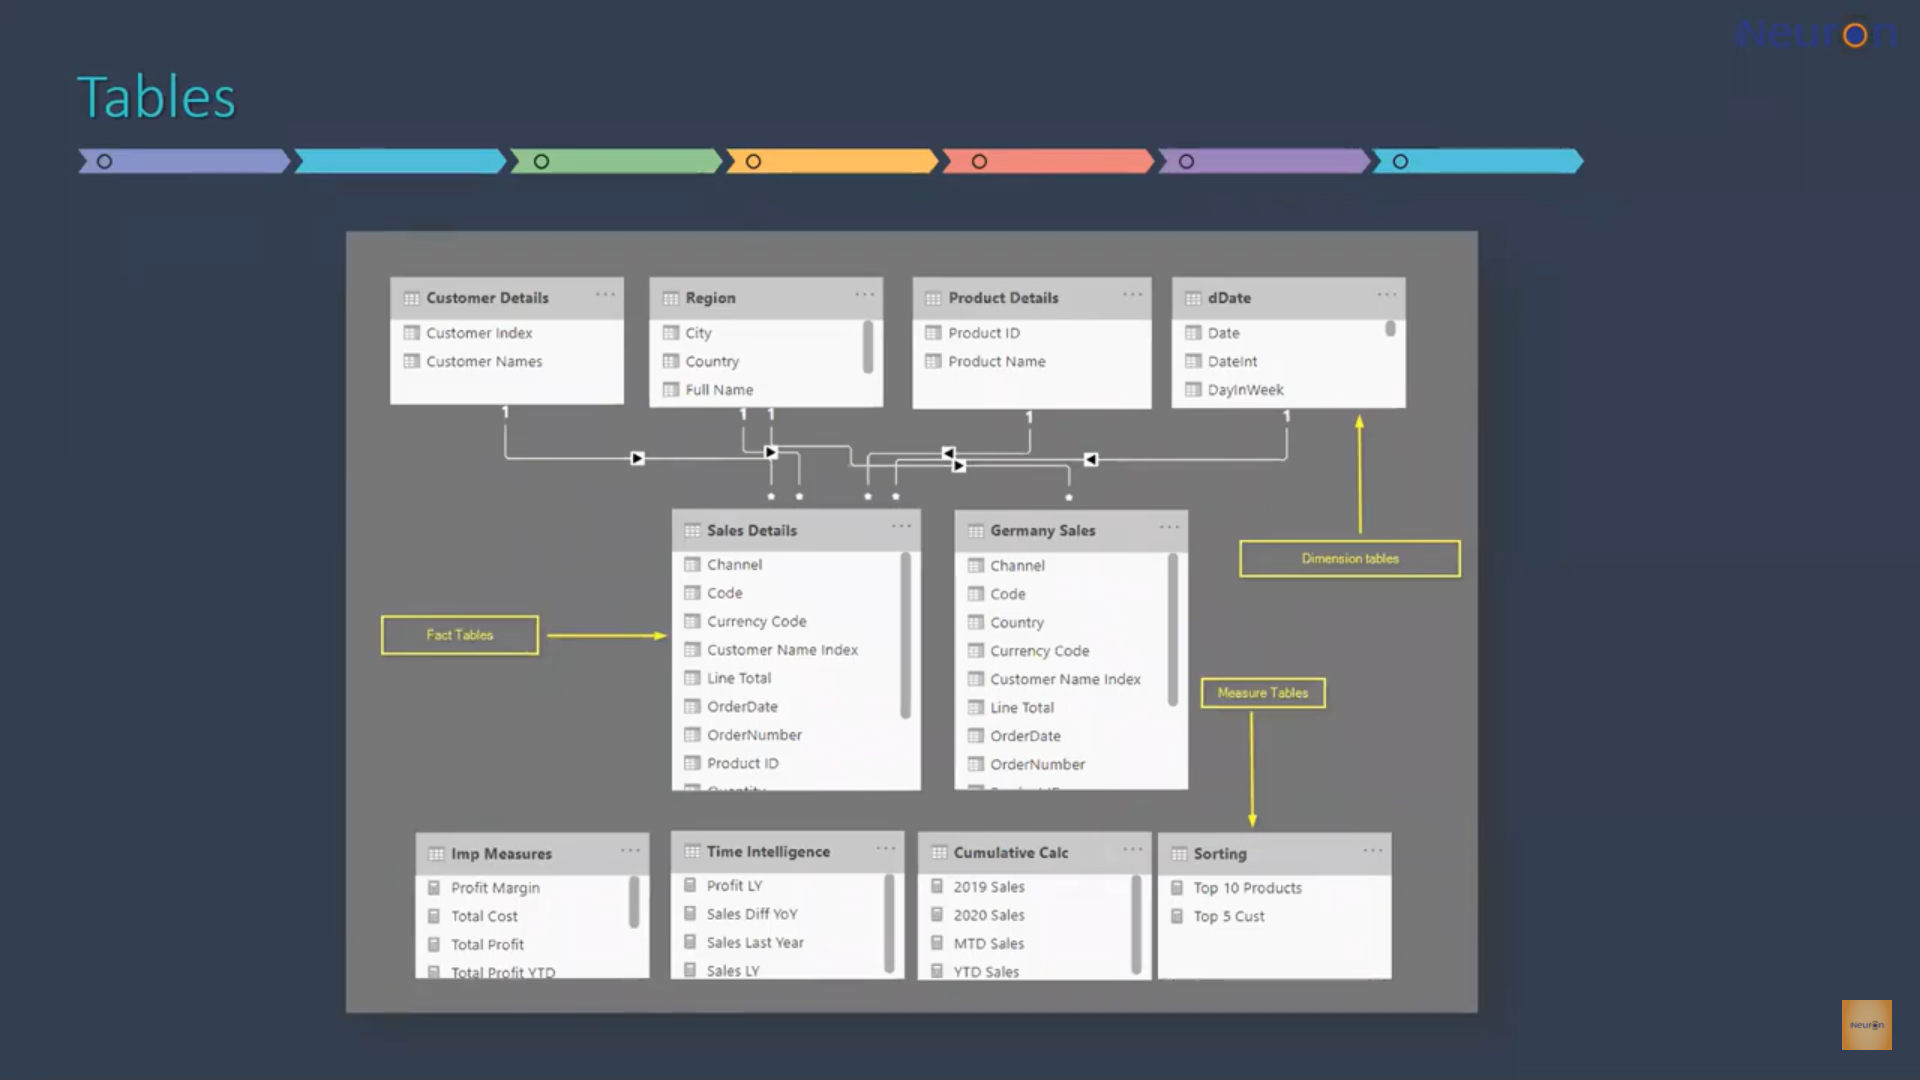 iNeuron
Tables
Customer Details
Customer Index
Customer Names
Region
City
Country
Full Name
Product Details
Product ID
Product Name
dDate
Date
DateInt
DayInWeek
1
1
1
1
1
Dimension tables
Fact Tables
Sales Details
Channel
Code
Currency Code
Customer Name Index
Line Total
OrderDate
OrderNumber
Product ID
Quantity
Germany Sales
Channel
Code
Country
Currency Code
Customer Name Index
Line Total
OrderDate
OrderNumber
Measure Tables
Imp Measures
Profit Margin
Total Cost
Total Profit
Total Profit YTD
Time Intelligence
Profit LY
Sales Diff YoY
Sales Last Year
Sales LY
Cumulative Calc
2019 Sales
2020 Sales
MTD Sales
YTD Sales
Sorting
Top 10 Products
Top 5 Cust
iNeuron